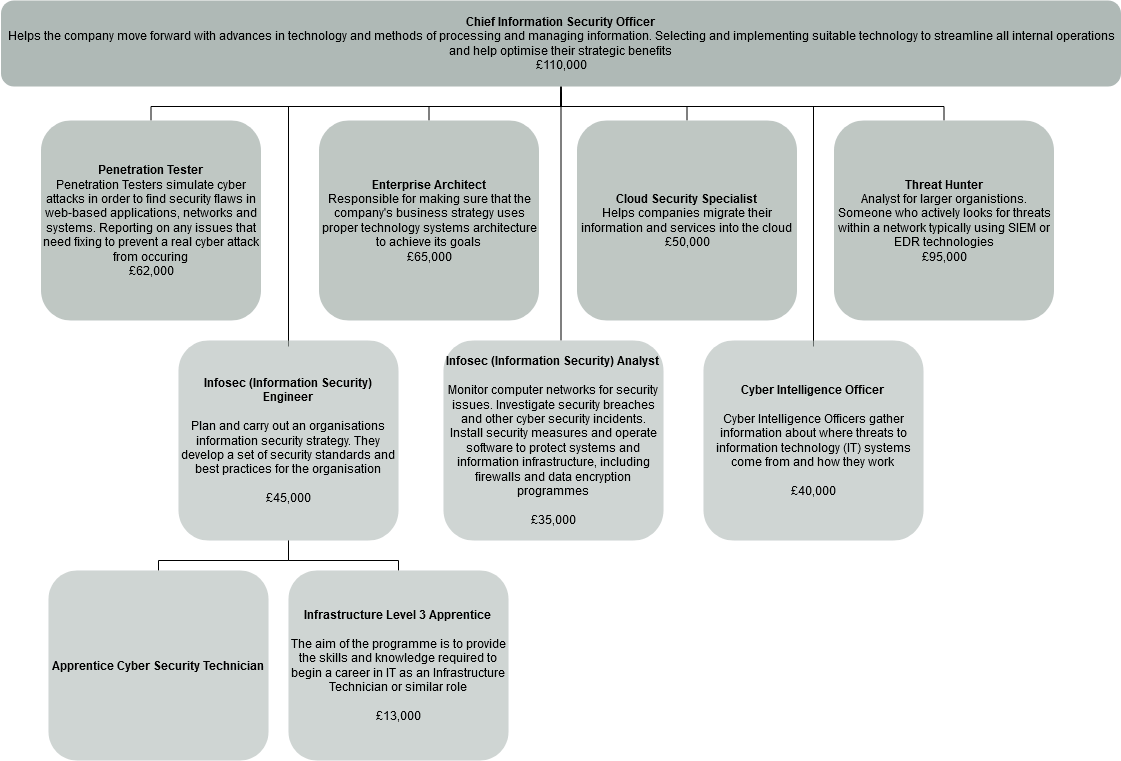 Chief Information Security Officer
Helps the company move forward with advances in technology and methods of processing and managing information. Selecting and implementing suitable technology to streamline all internal operations
and help optimise their strategic benefits
£110,000
Penetration Tester
Penetration Testers simulate cyber
attacks in order to find security flaws in
web-based applications, networks and
systems. Reporting on any issues that
need fixing to prevent a real cyber attack
from occuring
£62,000
Enterprise Architect
Responsible for making sure that the
company's business strategy uses
proper technology systems architecture
to achieve its goals
£65,000
Cloud Security Specialist
Helps companies migrate their
information and services into the cloud
£50,000
Threat Hunter
Analyst for larger organistions.
Someone who actively looks for threats
within a network typically using SIEM or
EDR technologies
£95,000
Infosec (Information Security)
Engineer
Plan and carry out an organisations
information security strategy. They
develop a set of security standards and
best practices for the organisation
£45,000
Infosec (Information Security) Analyst
Monitor computer networks for security
issues. Investigate security breaches
and other cyber security incidents.
Install security measures and operate
software to protect systems and
information infrastructure, including
firewalls and data encryption
programmes
£35,000
Cyber Intelligence Officer
Cyber Intelligence Officers gather
information about where threats to
information technology (IT) systems
come from and how they work
£40,000
Apprentice Cyber Security Technician
Infrastructure Level 3 Apprentice
The aim of the programme is to provide
the skills and knowledge required to
begin a career in IT as an Infrastructure
Technician or similar role
£13,000